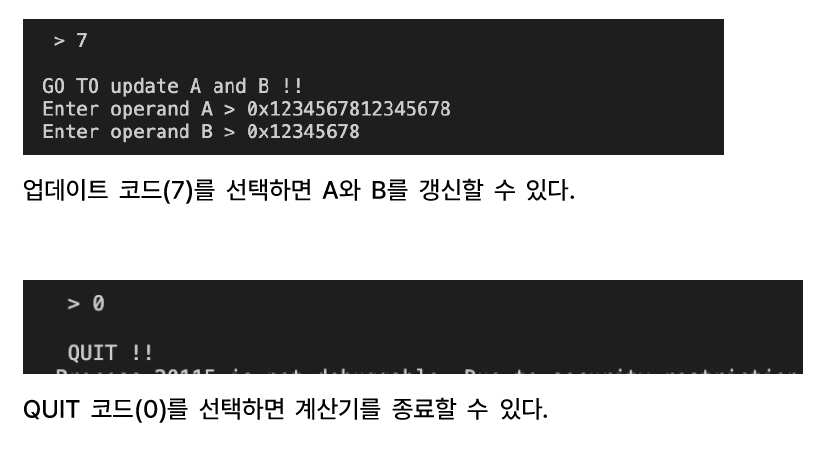 > 7
GO TO update A and B !!
Enter operand A > 0x1234567812345678
Enter operand B > 0x12345678
업데이트 코드(7)를 선택하면 A와 B를 갱신할 수 있다.
> 0
QUIT !!
QUIT 코드(0)를 선택하면 계산기를 종료할 수 있다.